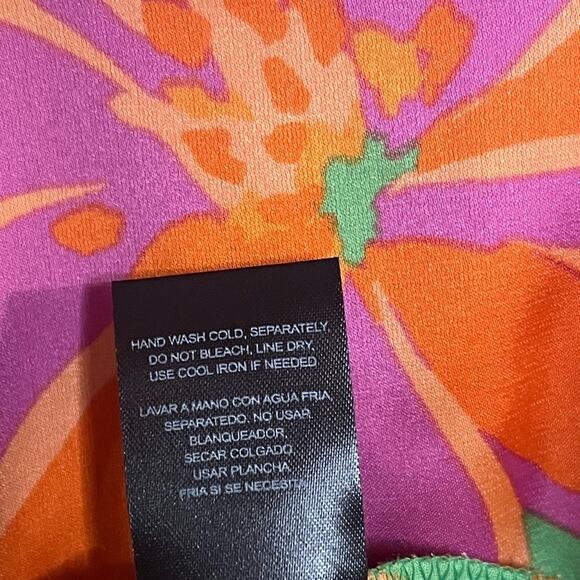 HAND WASH COLD, SEPARATELY,
DO NOT BLEACH, LINE DRY,
USE COOL IRON IF NEEDED.
LAVAR A MANO CON AGUA FRIA
SEPARATEDO. NO USAR
BLANQUEADOR,
SECAR COLGADO
USAR PLANCHA
FRIA SI SE NECESITA